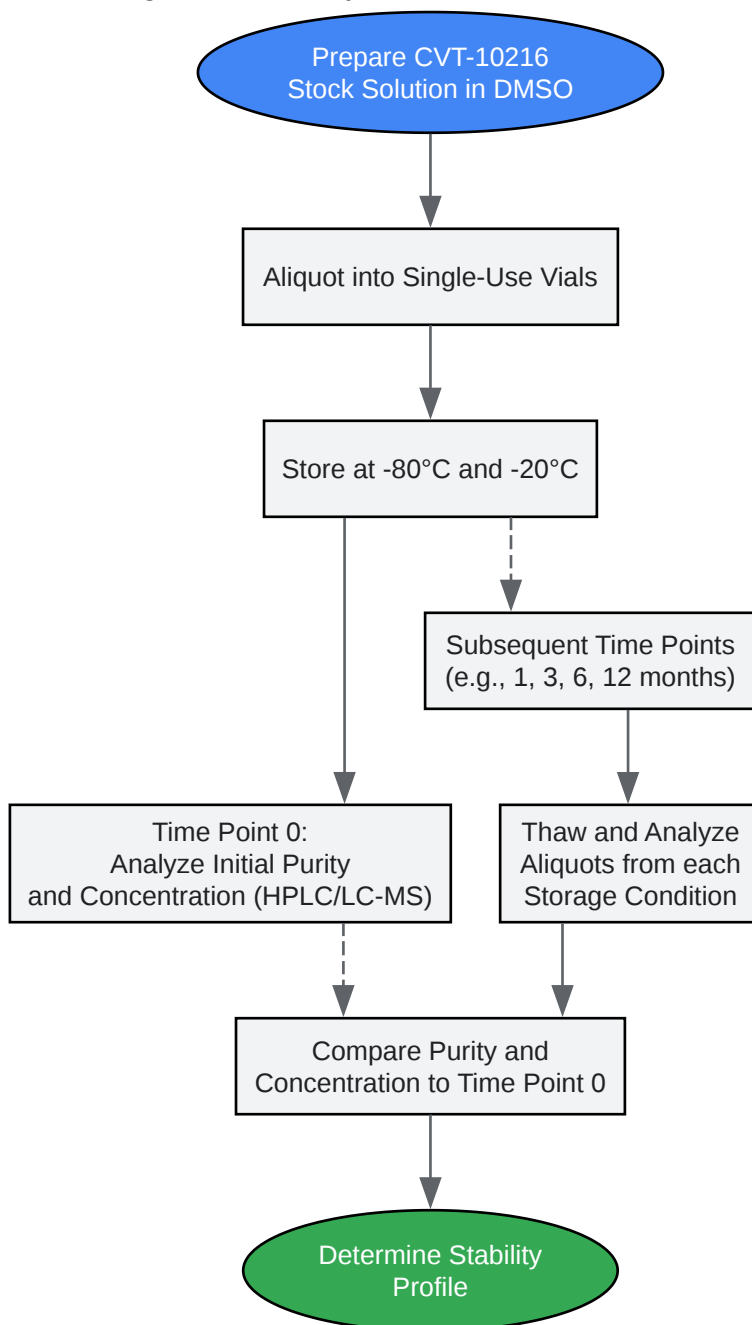 Prepare CVT-10216
Stock Solution in DMSO
Aliquot into Single-Use Vials
Store at -80°C and -20°C
Subsequent Time Points
(e.g., 1, 3, 6, 12 months)
Time Point 0:
Analyze Initial Purity
and Concentration (HPLC/LC-MS)
Thaw and Analyze
Aliquots from each
Storage Condition
Compare Purity and
Concentration to Time Point 0
Determine Stability
Profile